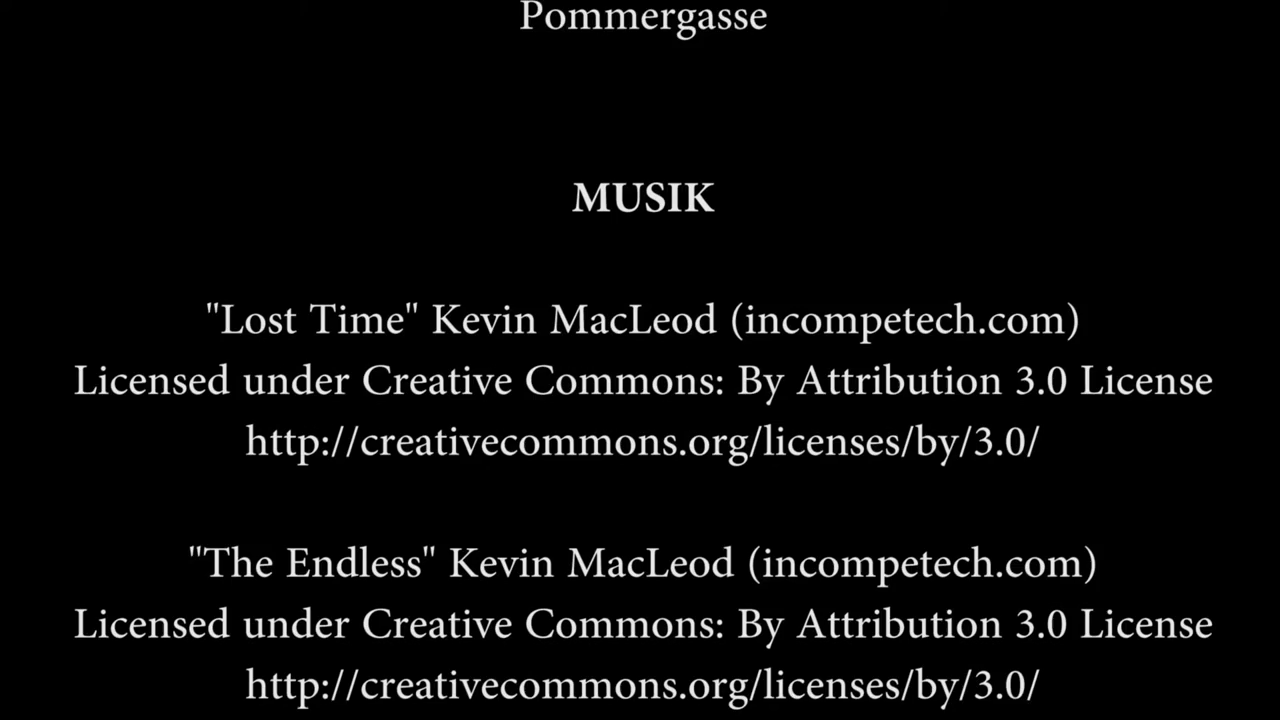 Pommergasse
MUSIK
"Lost Time" Kevin MacLeod (incompetech.com)
Licensed under Creative Commons: By Attribution 3.0 License
http://creativecommons.org/licenses/by/3.0/
"The Endless" Kevin MacLeod (incompetech.com)
Licensed under Creative Commons: By Attribution 3.0 License
http://creativecommons.org/licenses/by/3.0/